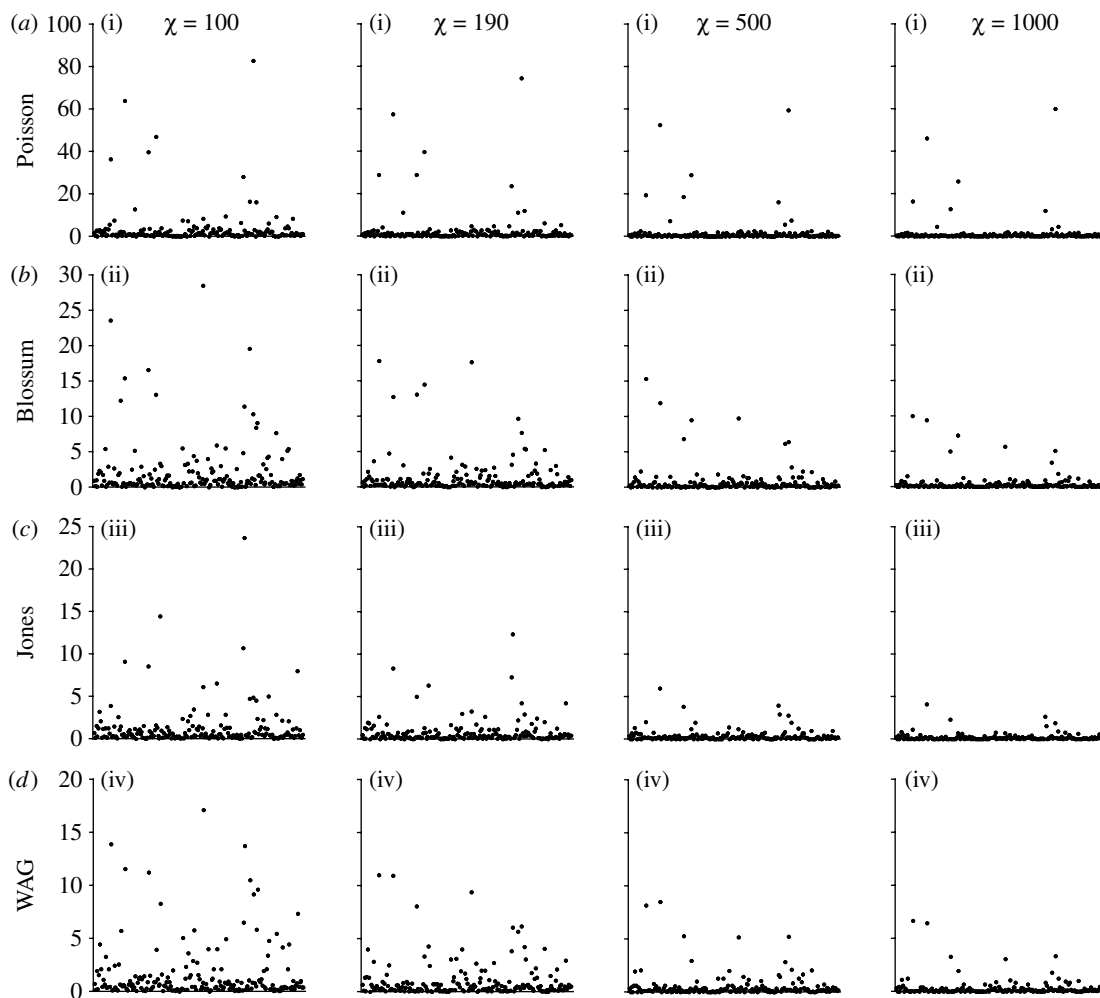 (a) 100 (i) χ = 100 (i) χ = 190 (i) χ = 500 (i) χ = 1000
80
60
Poisson
40
20
0
(b) 30 (ii) (ii) (ii) (ii)
25
20
Blossum
15
10
5
0
(c) 25 (iii) (iii) (iii) (iii)
20
15
Jones
10
5
0
(d) 20 (iv) (iv) (iv) (iv)
15
WAG
10
5
0